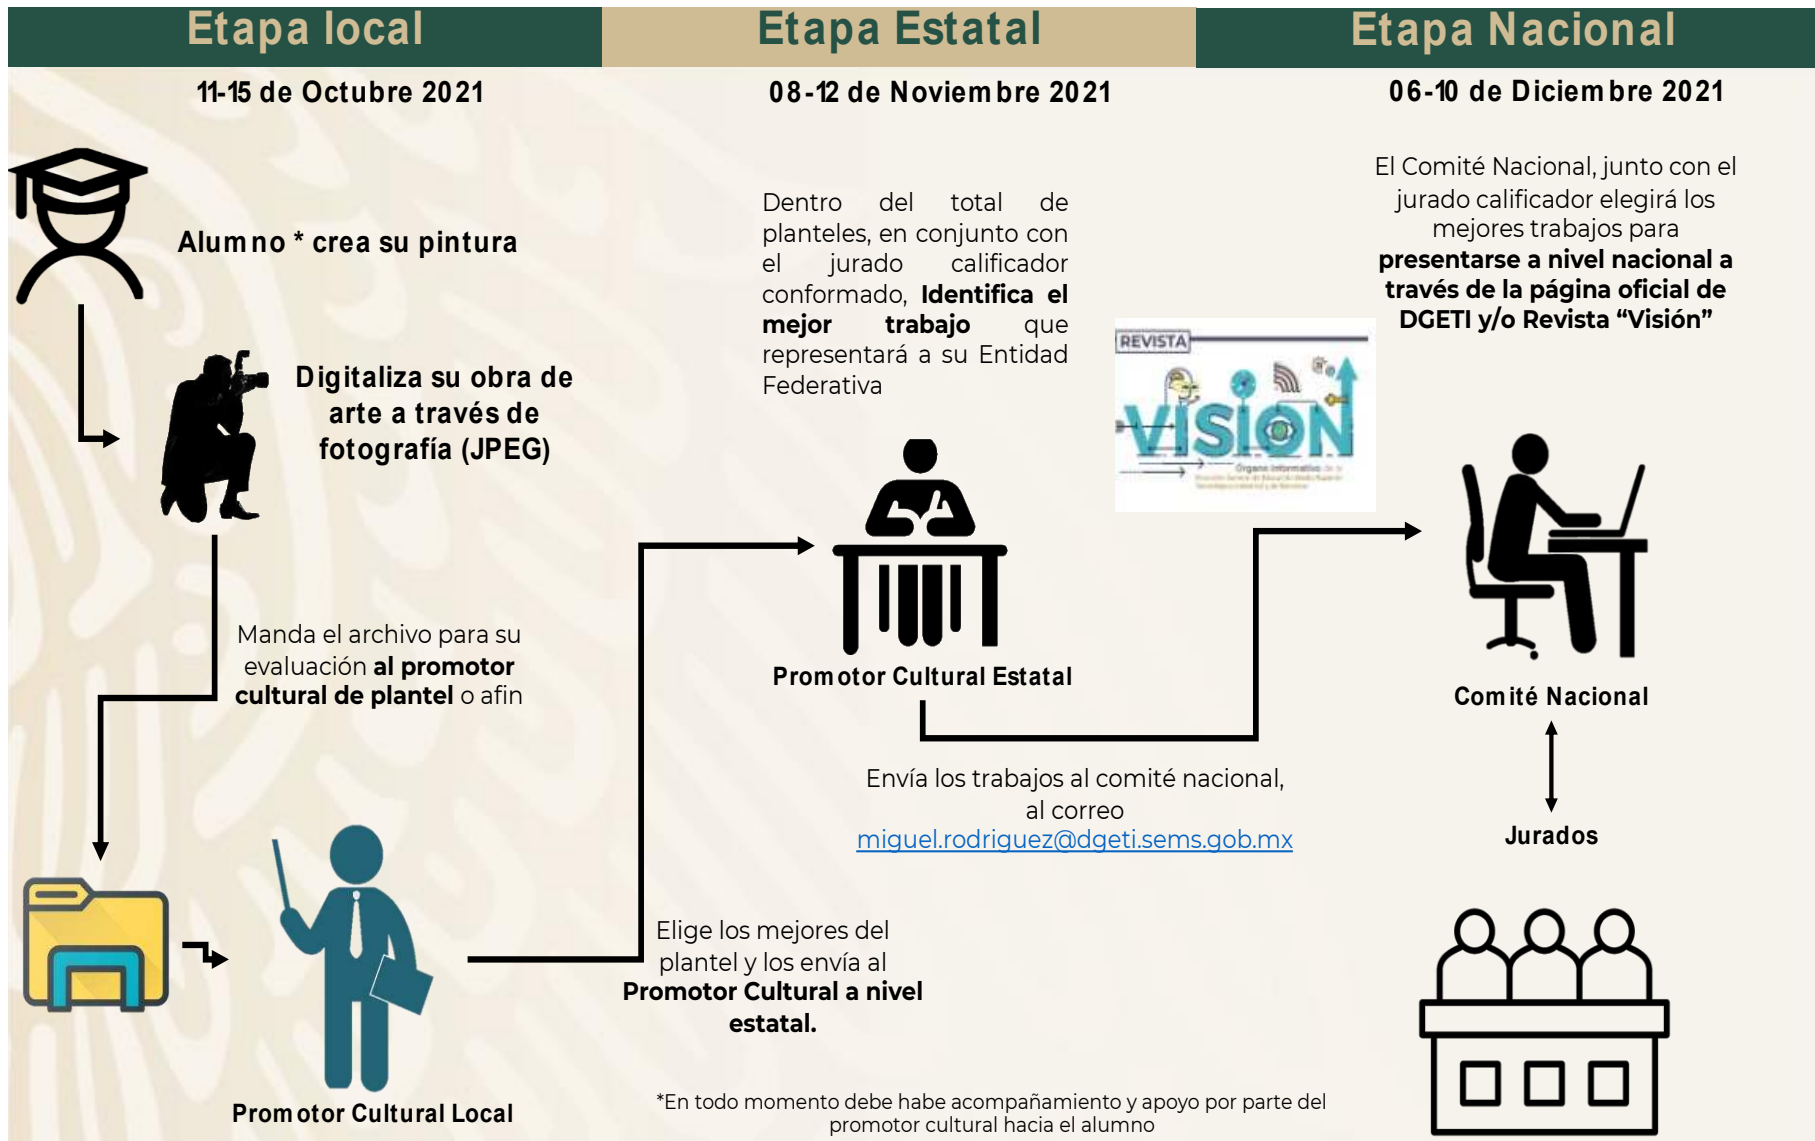 Etapa local
11-15 de Octubre 2021
Alumno * crea su pintura
Digitaliza su obra de
arte a través de
fotografía (JPEG)
Manda el archivo para su
evaluación al promotor
cultural de plantel o afin
Promotor Cultural Local
Etapa Estatal
08-12 de Noviembre 2021
Dentro del total de
planteles, en conjunto con
el jurado calificador
conformado, Identifica el
mejor trabajo que
representará a su Entidad
Federativa
Promotor Cultural Estatal
Envía los trabajos al comité nacional,
al correo
miguel.rodriguez@dgeti.sems.gob.mx
Elige los mejores del
plantel y los envía al
Promotor Cultural a nivel
estatal.
*En todo momento debe habe acompañamiento y apoyo por parte del
promotor cultural hacia el alumno
Etapa Nacional
06-10 de Diciembre 2021
El Comité Nacional, junto con el
jurado calificador elegirá los
mejores trabajos para
presentarse a nivel nacional a
través de la página oficial de
DGETI y/o Revista “Visión”
REVISTA
VISIÓN
Órgano Informativo de la
Comité Nacional
Jurados